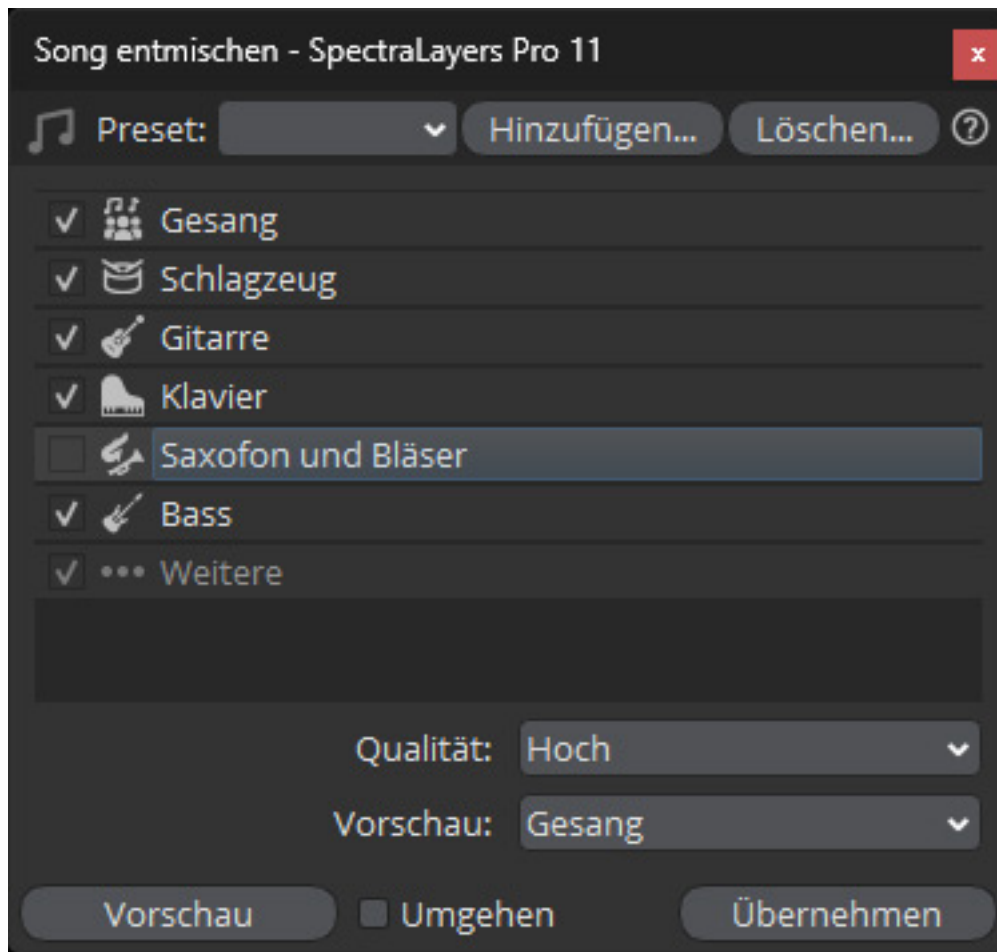 Song entmischen - SpectraLayers Pro 11 x
Preset: Hinzufügen... Löschen... ?
Gesang
Schlagzeug
Gitarre
Klavier
Saxofon und Bläser
Bass
Weitere
Qualität: Hoch
Vorschau: Gesang
Vorschau Umgehen Übernehmen